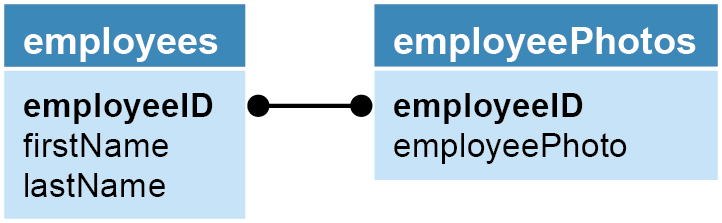 employees
employeeID
firstName
lastName
employeePhotos
employeeID
employeePhoto